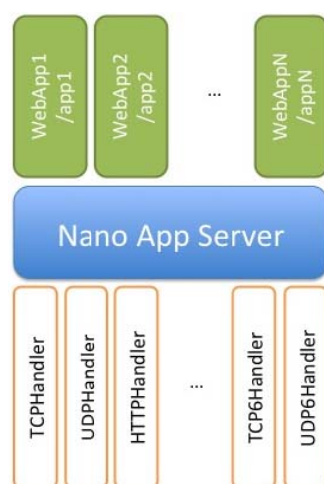 WebApp1
/app1
WebApp2
/app2
...
WebAppN
/appN
Nano App Server
TCPHandler
UDPHandler
HTTPHandler
...
TCP6Handler
UDP6Handler